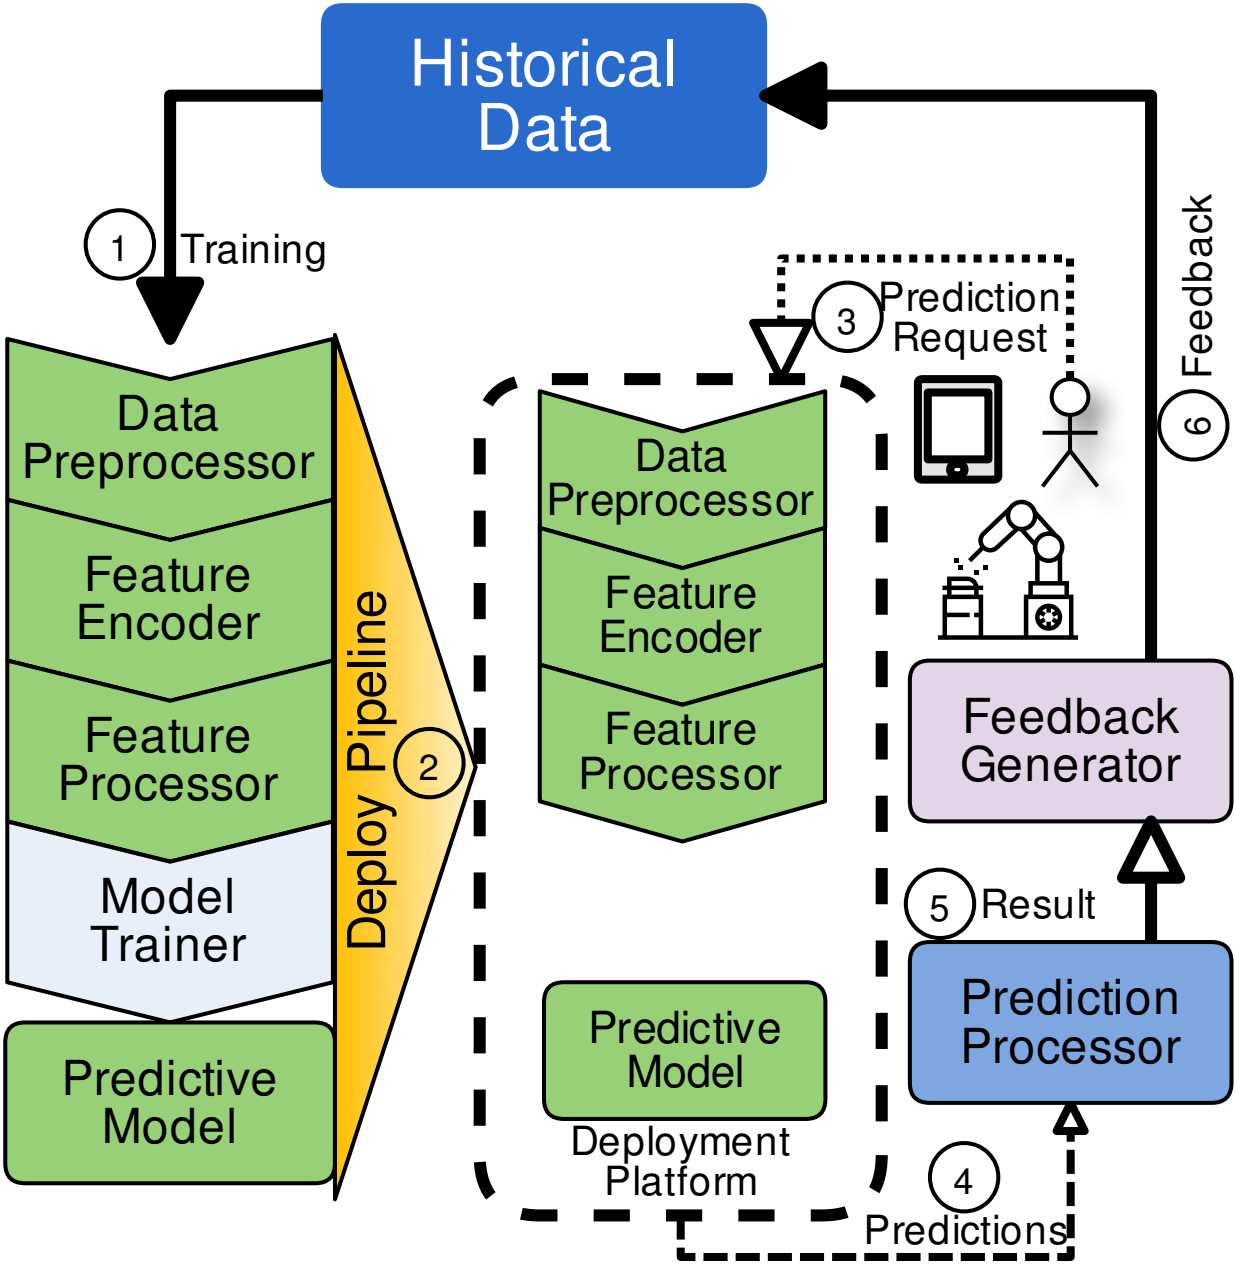 Historical
Data
1
Training
Data
Preprocessor
Feature
Encoder
Feature
Processor
Model
Trainer
Predictive
Model
Deploy Pipeline
2
3
Prediction
Request
Data
Preprocessor
Feature
Encoder
Feature
Processor
Predictive
Model
Deployment
Platform
4
Predictions
Prediction
Processor
5
Result
Feedback
Generator
6
Feedback